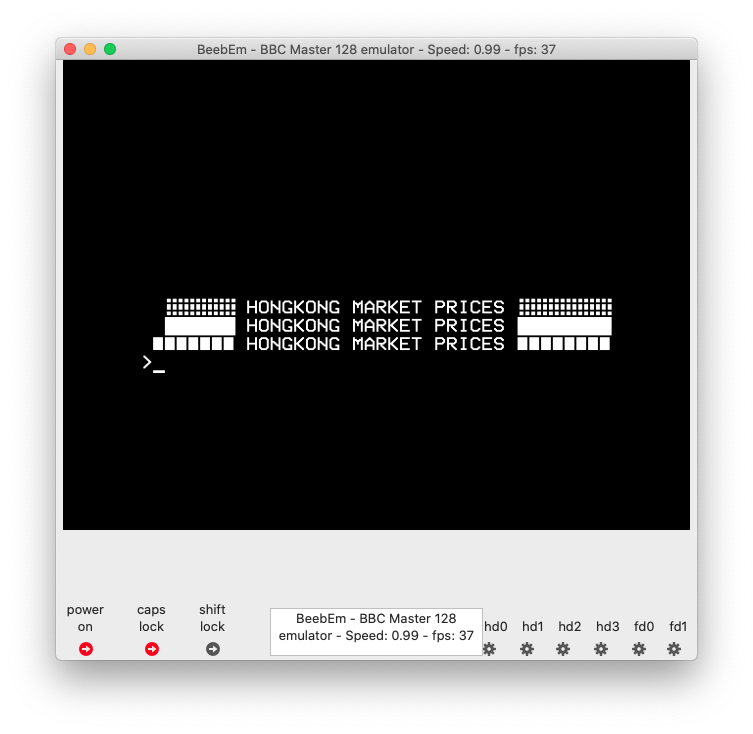 BeebEm - BBC Master 128 emulator - Speed: 0.99 - fps: 37
HONGKONG MARKET PRICES
HONGKONG MARKET PRICES
HONGKONG MARKET PRICES
>_
power on
caps lock
shift lock
BeebEm - BBC Master 128
emulator - Speed: 0.99 - fps: 37
hd0 hd1 hd2 hd3 fd0 fd1